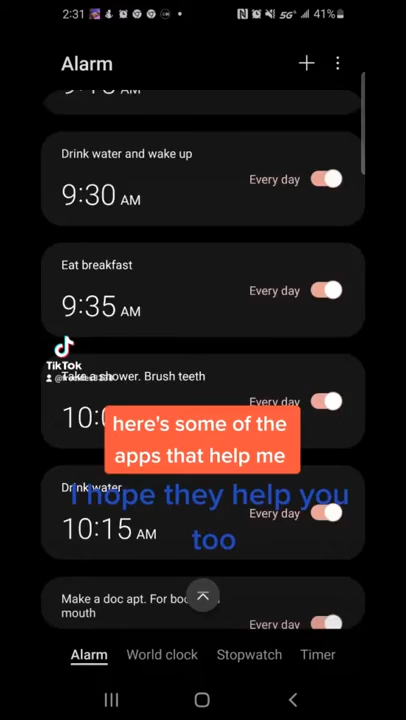 2:31
5G 41%
Alarm
AM
Drink water and wake up
9:30 AM
Every day
Eat breakfast
9:35 AM
Every day
TikTok
Take a shower. Brush teeth
Every day
here's some of the
apps that help me
I hope they help you
too
Drink water
10:15 AM
Every day
Make a doc apt. For
mouth
Every day
Alarm World clock Stopwatch Timer